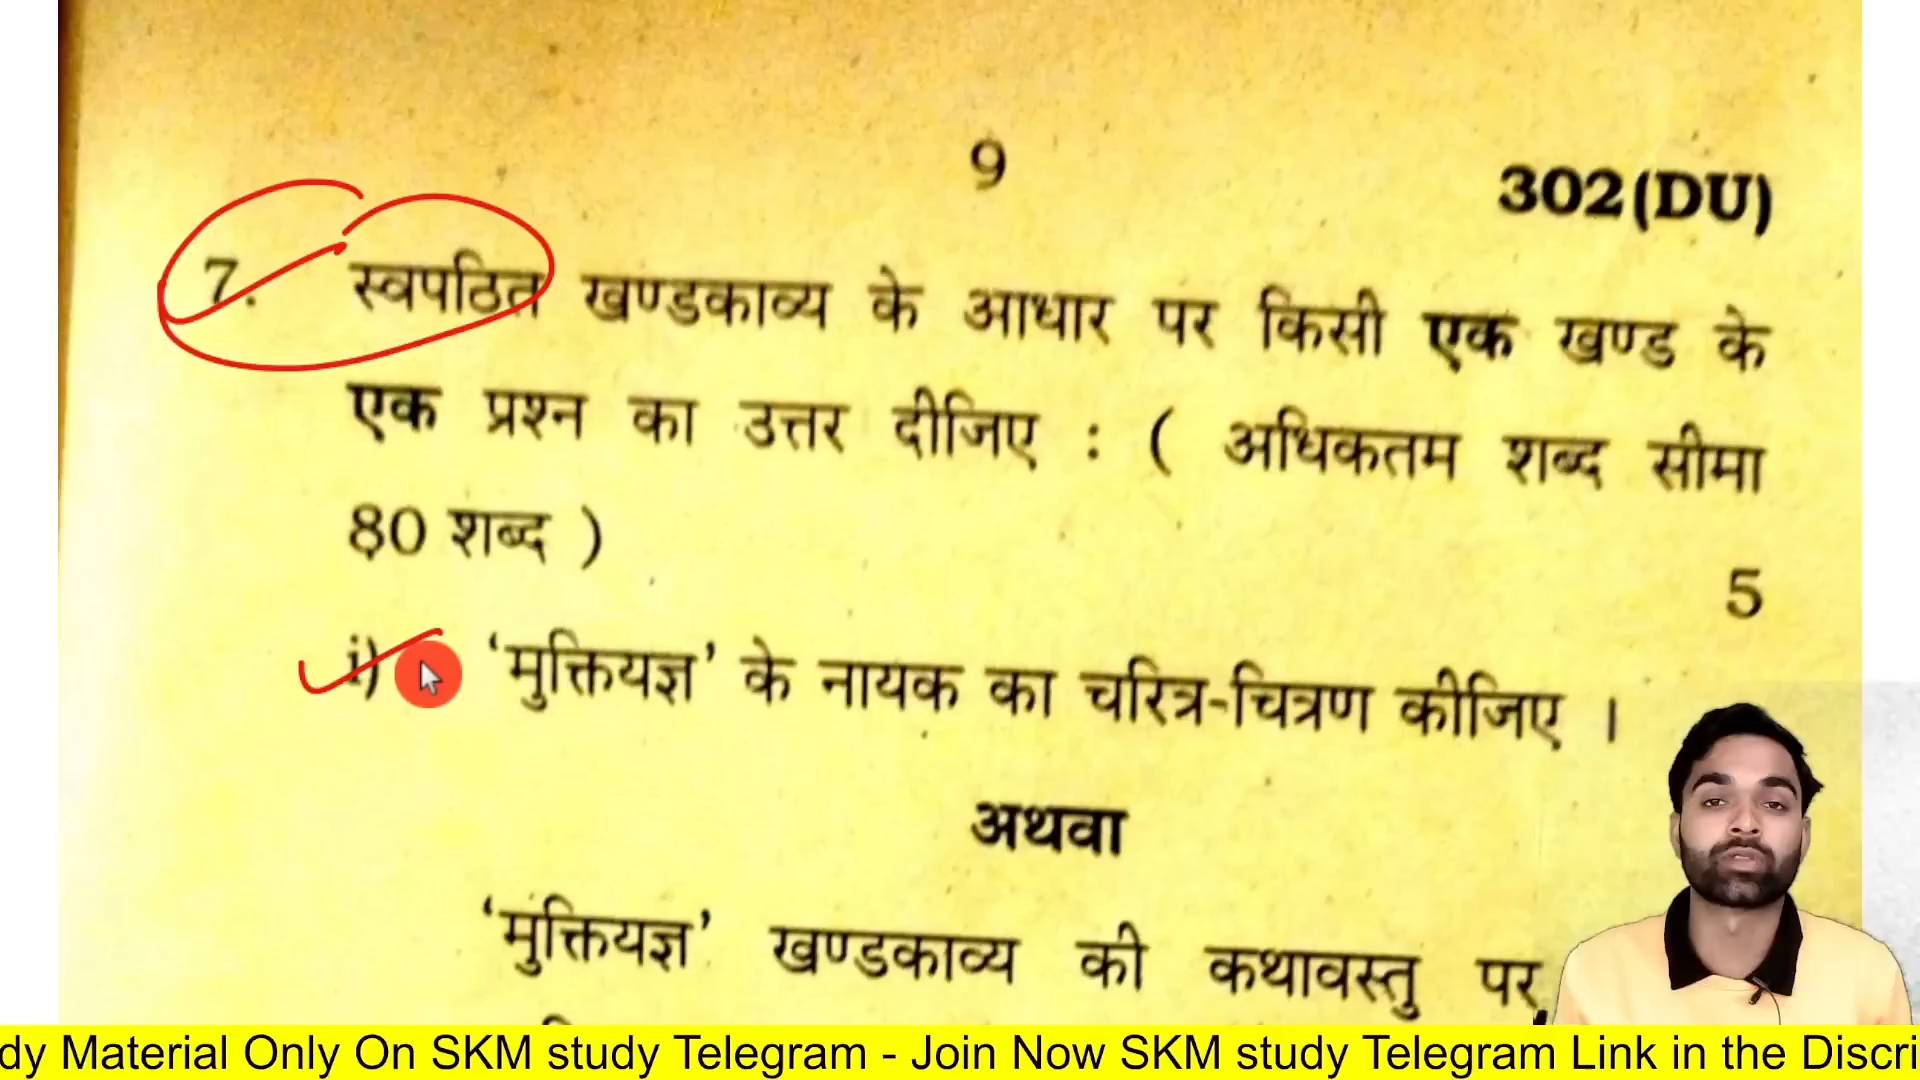 9
302(DU)
7. स्वपठित खण्डकाव्य के आधार पर किसी एक खण्ड के
एक प्रश्न का उत्तर दीजिए : ( अधिकतम शब्द सीमा
80 शब्द )
5
i) 'मुक्तियज्ञ' के नायक का चरित्र-चित्रण कीजिए ।
अथवा
'मुक्तियज्ञ' खण्डकाव्य की कथावस्तु पर
dy Material Only On SKM study Telegram - Join Now SKM study Telegram Link in the Discri